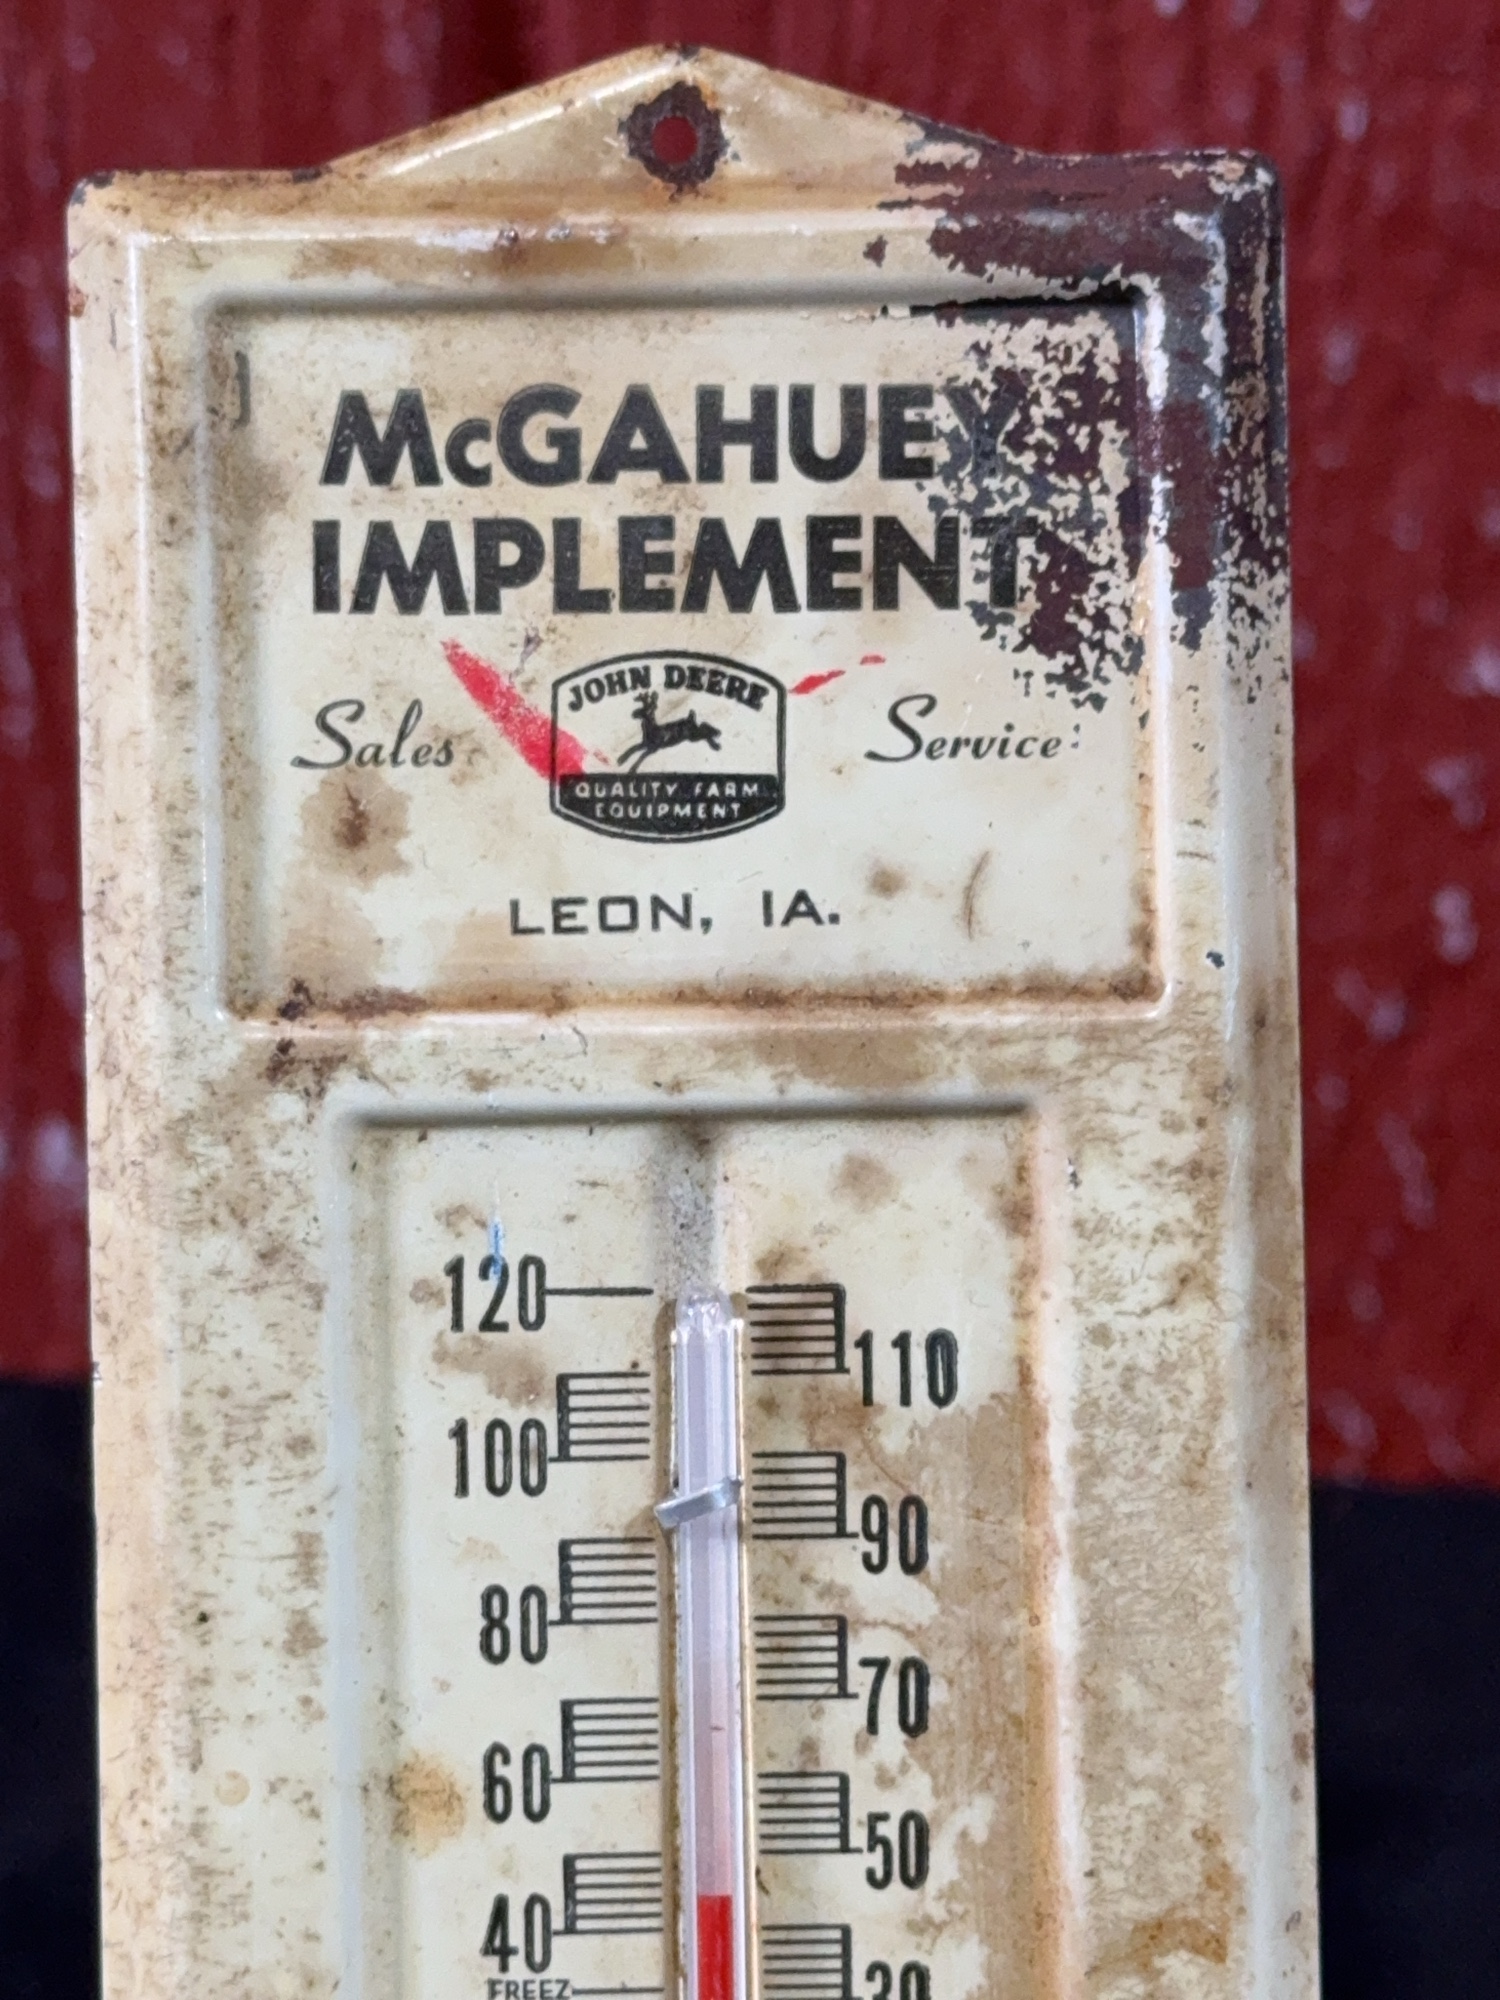 McGAHUEY
IMPLEMENT
Sales
JOHN DEERE
QUALITY FARM
EQUIPMENT
Service
LEON, IA.
120
110
100
90
80
70
60
50
40
30
FREEZ